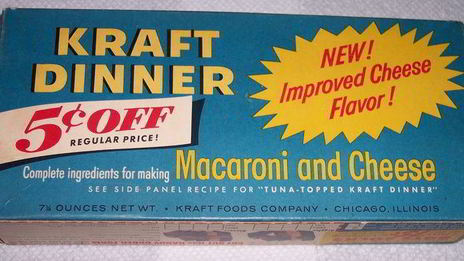 KRAFT
DINNER
NEW!
Improved Cheese
Flavor!
5¢ OFF
REGULAR PRICE!
Complete ingredients for making Macaroni and Cheese
SEE SIDE PANEL RECIPE FOR "TUNA-TOPPED KRAFT DINNER"
7¼ OUNCES NET WT. • KRAFT FOODS COMPANY • CHICAGO, ILLINOIS